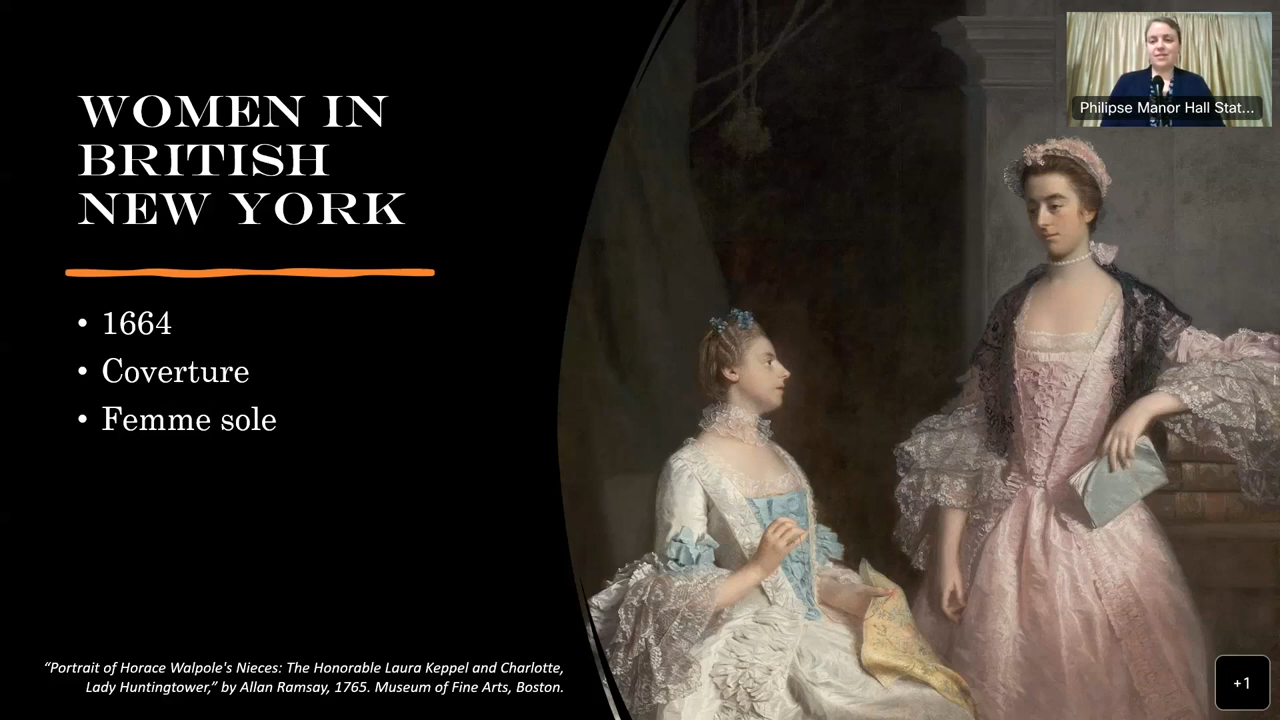 WOMEN IN
BRITISH
NEW YORK
• 1664
• Coverture
• Femme sole
“Portrait of Horace Walpole's Nieces: The Honorable Laura Keppel and Charlotte,
Lady Huntingtower,” by Allan Ramsay, 1765. Museum of Fine Arts, Boston.
Philipse Manor Hall Stat...
+1